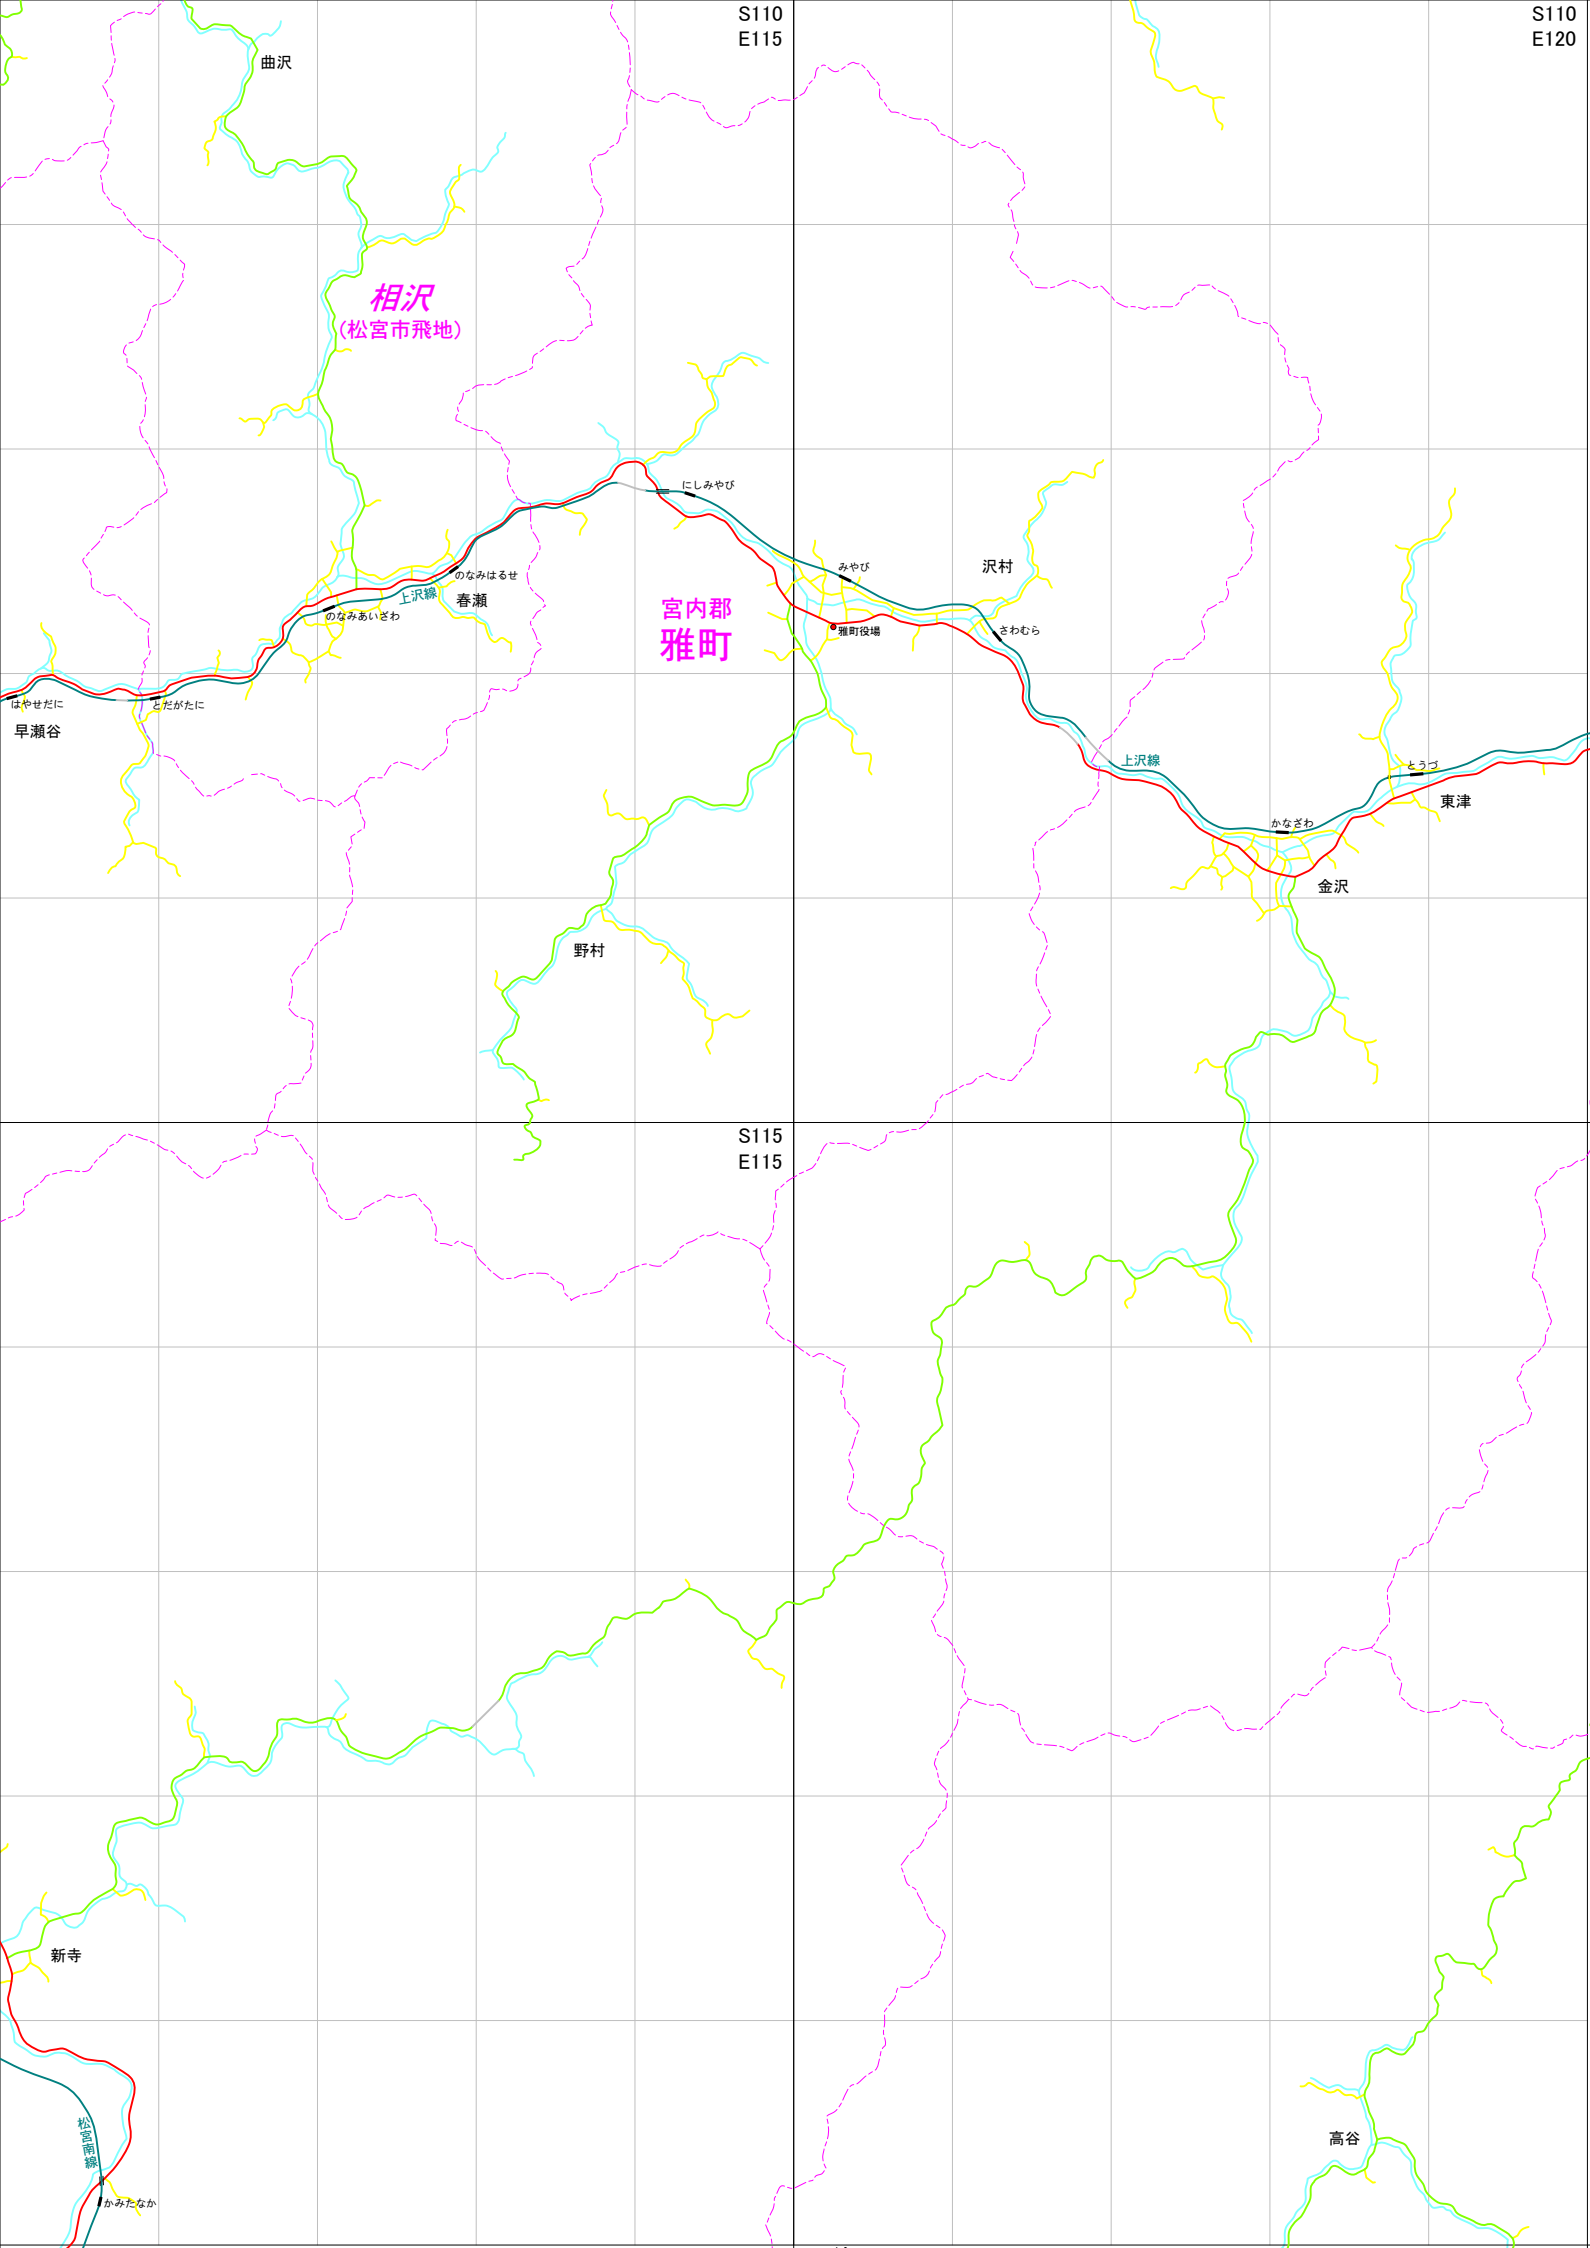 S110
E115
S110
E120
曲沢
相沢
(松宮市飛地)
にしみやび
みやび
沢村
のなみはるせ
春瀬
上沢線
のなみあいざわ
宮内郡
雅町
雅町役場
さわむら
はやせだに
早瀬谷
とだがたに
上沢線
とうづ
東津
かなざわ
金沢
野村
S115
E115
新寺
松宮南線
かみたなか
高谷